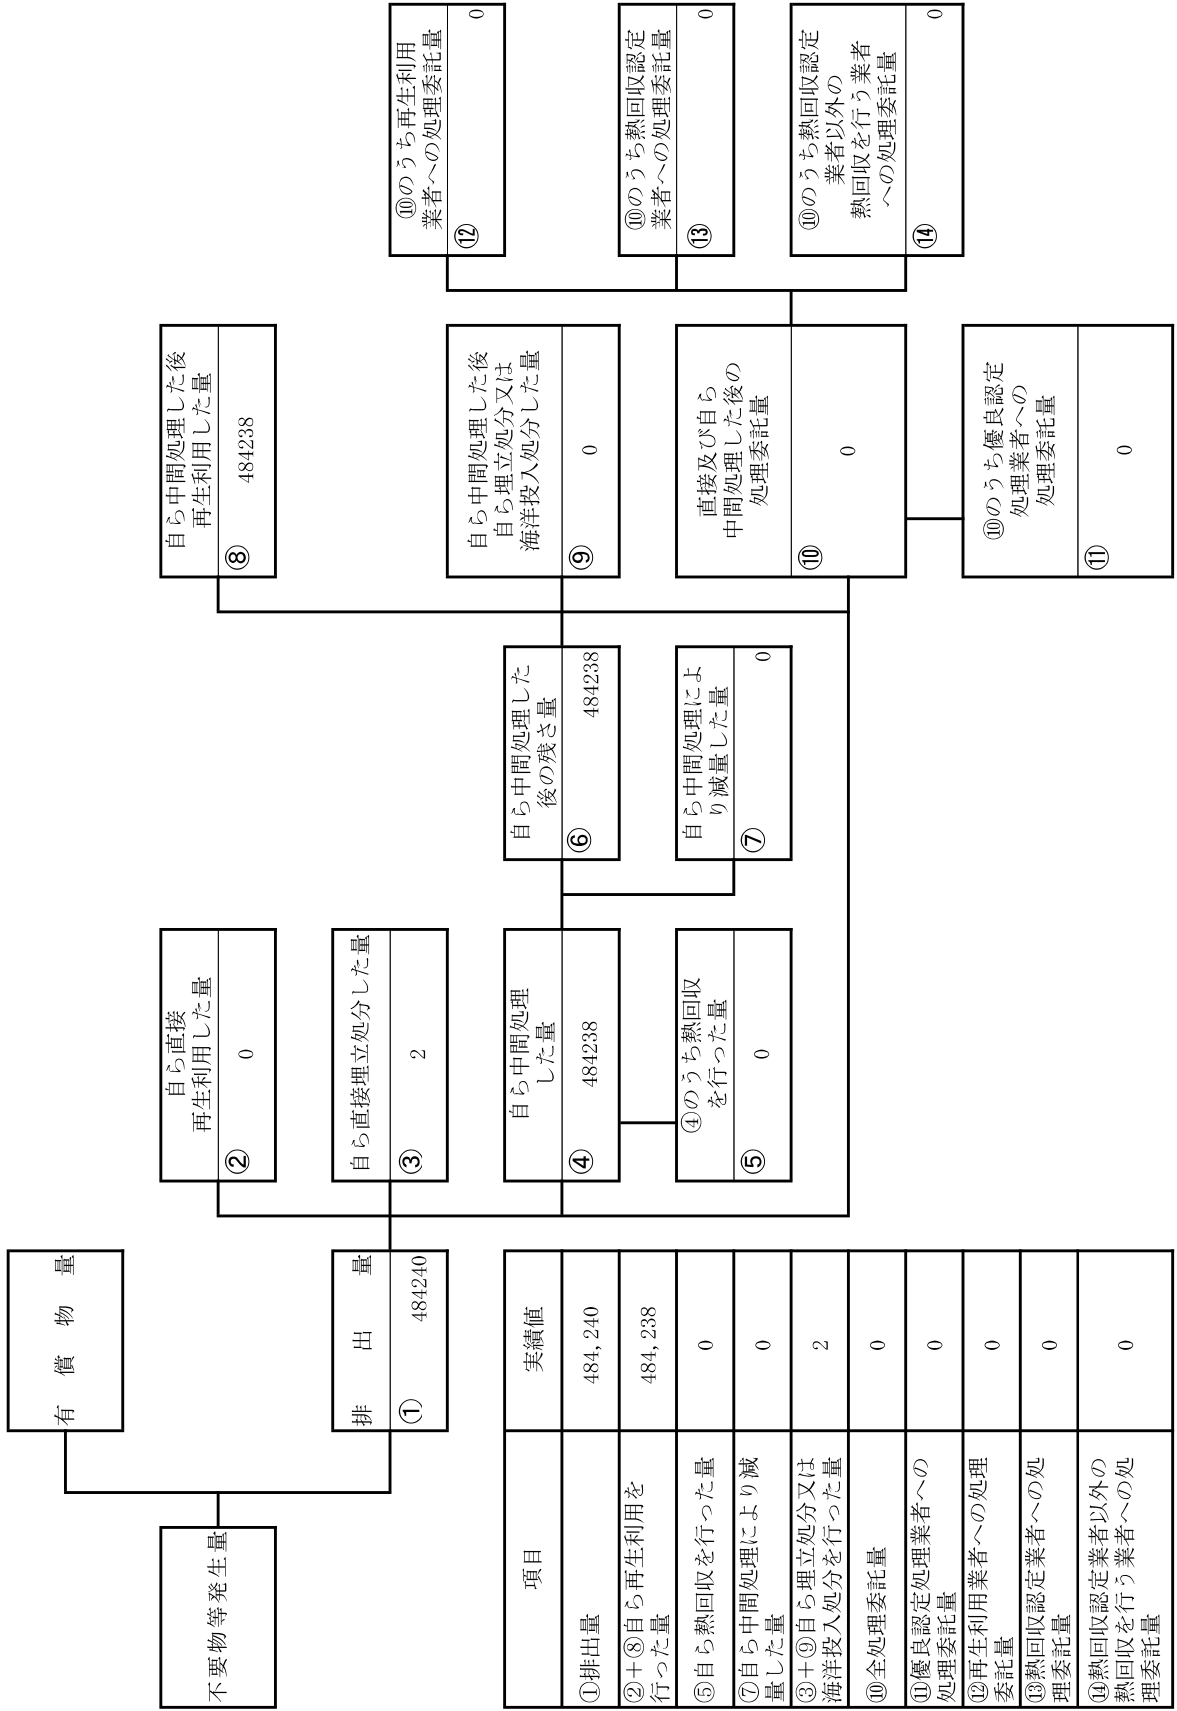 不要物等発生量
有償物量
排出量
① 484240
自ら直接
再生利用した量
② 0
自ら直接埋立処分した量
③ 2
自ら中間処理
した量
④ 484238
④のうち熱回収
を行った量
⑤ 0
自ら中間処理した
後の残さ量
⑥ 484238
自ら中間処理によ
り減量した量
⑦ 0
自ら中間処理した後
再生利用した量
⑧ 484238
自ら中間処理した後
自ら埋立処分又は
海洋投入処分した量
⑨ 0
直接及び自ら
中間処理した後の
処理委託量
⑩ 0
⑩のうち優良認定
処理業者への
処理委託量
⑪ 0
⑩のうち再生利用
業者への処理委託量
⑫ 0
⑩のうち熱回収認定
業者への処理委託量
⑬ 0
⑩のうち熱回収認定
業者以外の
熱回収を行う業者
への処理委託量
⑭ 0
項目 実績値
①排出量 484,240
②+⑧自ら再生利用を
行った量 484,238
⑤自ら熱回収を行った量 0
⑦自ら中間処理により減
量した量 0
③+⑨自ら埋立処分又は
海洋投入処分を行った量 2
⑩全処理委託量 0
⑪優良認定処理業者への
処理委託量 0
⑫再生利用業者への処理
委託量 0
⑬熱回収認定業者への処
理委託量 0
⑭熱回収認定業者以外の
熱回収を行う業者への処
理委託量 0